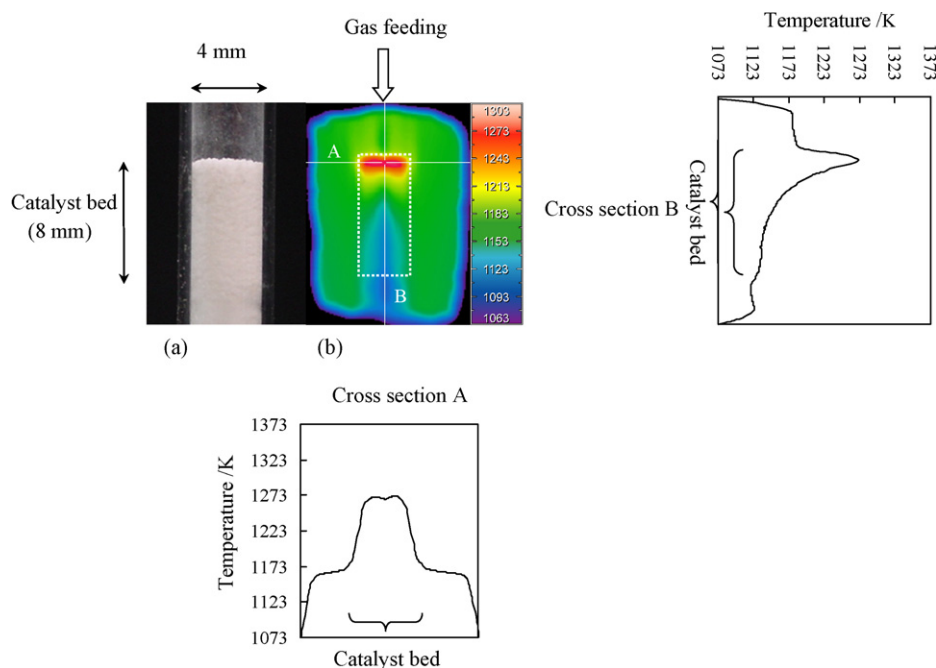 Gas feeding
4 mm
Temperature /K
1073
1123
1173
1223
1273
1323
1373
A
B
1303
1273
1243
1213
1183
1153
1123
1093
1063
Catalyst bed
(8 mm)
Cross section B
Catalyst bed
(a)
(b)
Cross section A
Temperature /K
1373
1323
1273
1223
1173
1123
1073
Catalyst bed